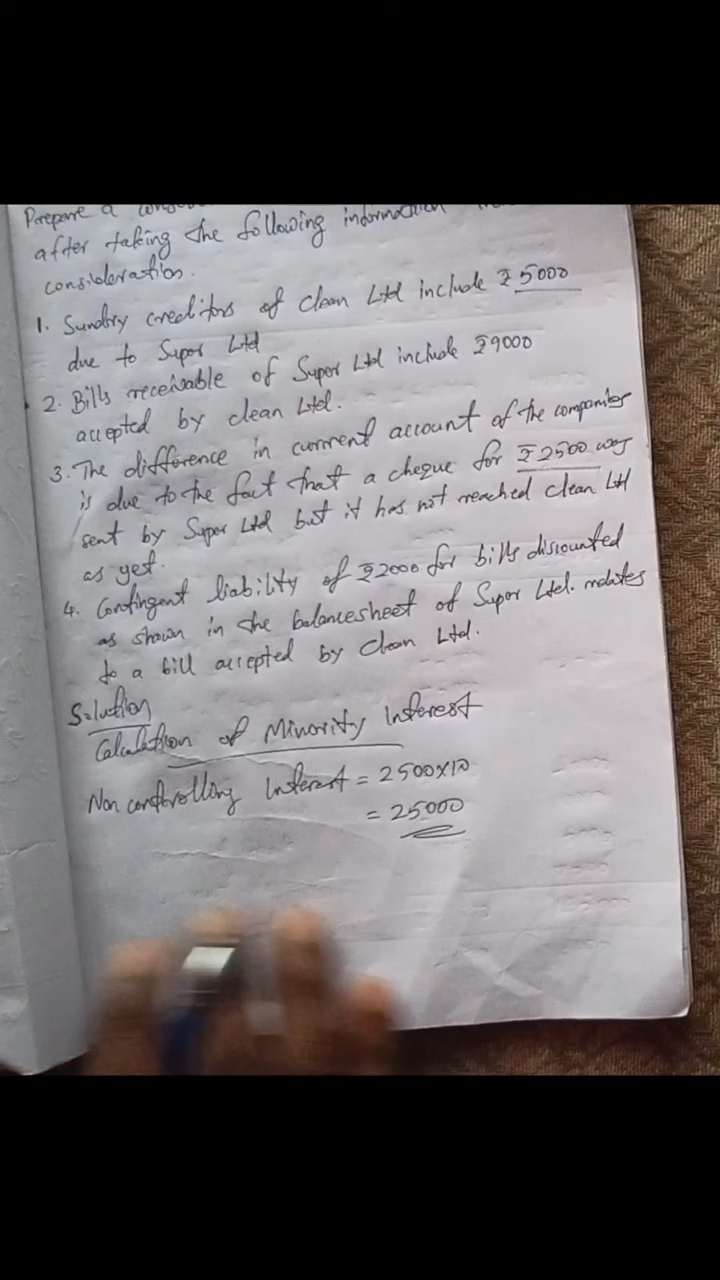 Prepare a
after taking the following information
consideration.
1. Sundry creditors of Clean Ltd include ₹5000
due to Super Ltd
2. Bills receivable of Super Ltd include ₹9000
accepted by clean Ltd.
3. The difference in current account of the companies
is due to the fact that a cheque for ₹2500 was
sent by Super Ltd but it has not reached clean Ltd
as yet.
4. Contingent liability of ₹2000 for bills discounted
as shown in the balancesheet of Super Ltd. relates
to a bill accepted by Clean Ltd.
Solution
Calculation of Minority Interest
Non controlling Interest = 2500×10
= 25000